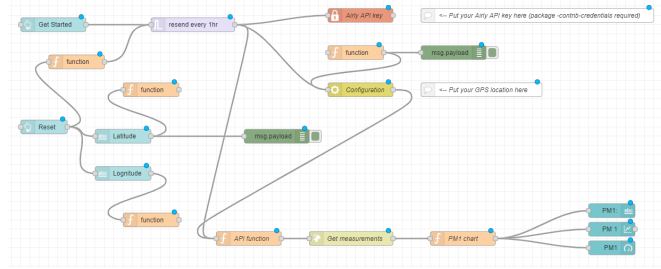 Get Started
resend every 1hr
Airly API key
<-- Put your Airly API key here (package -contrib-credentials required)
function
function
msg.payload
function
Configuration
<-- Put your GPS location here
Reset
Latitude
msg.payload
Lognitude
function
API function
Get measurements
PM1 chart
PM1
PM 1
PM1